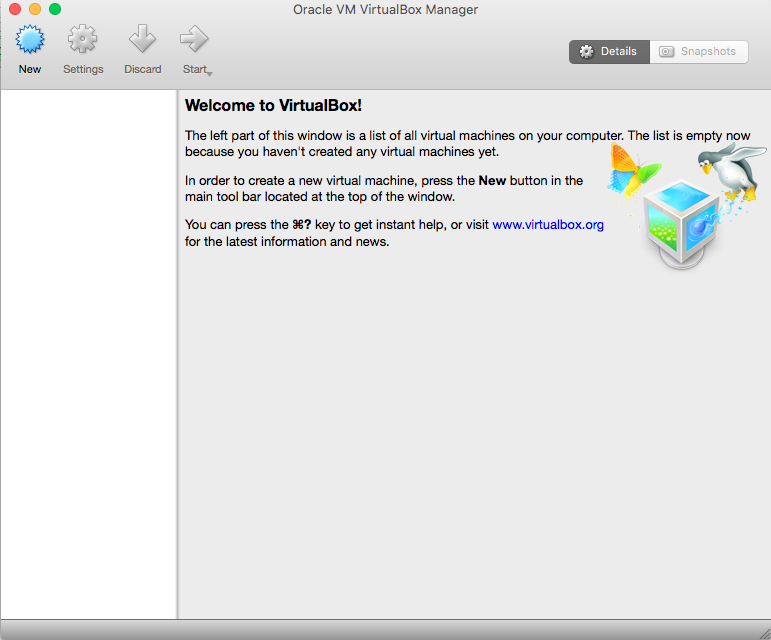 Oracle VM VirtualBox Manager
New
Settings
Discard
Start
Details
Snapshots
Welcome to VirtualBox!
The left part of this window is a list of all virtual machines on your computer. The list is empty now
because you haven't created any virtual machines yet.
In order to create a new virtual machine, press the New button in the
main tool bar located at the top of the window.
You can press the ⌘? key to get instant help, or visit www.virtualbox.org
for the latest information and news.